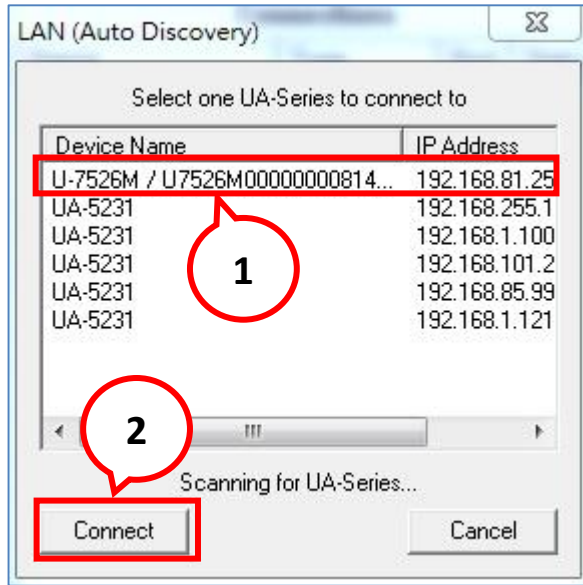 LAN (Auto Discovery)
Select one UA-Series to connect to
Device Name IP Address
U-7526M / U7526M00000000814... 192.168.81.25
UA-5231 192.168.255.1
UA-5231 192.168.1.100
UA-5231 192.168.101.2
UA-5231 192.168.85.99
UA-5231 192.168.1.121
1
2
Scanning for UA-Series...
Connect Cancel